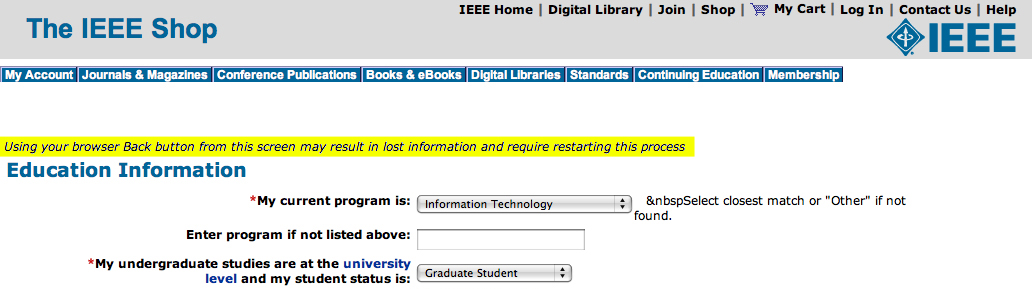 IEEE Home | Digital Library | Join | Shop | My Cart | Log In | Contact Us | Help
The IEEE Shop
IEEE
My Account Journals & Magazines Conference Publications Books & eBooks Digital Libraries Standards Continuing Education Membership
Using your browser Back button from this screen may result in lost information and require restarting this process
Education Information
*My current program is: Information Technology &nbspSelect closest match or "Other" if not
found.
Enter program if not listed above:
*My undergraduate studies are at the university
level and my student status is: Graduate Student